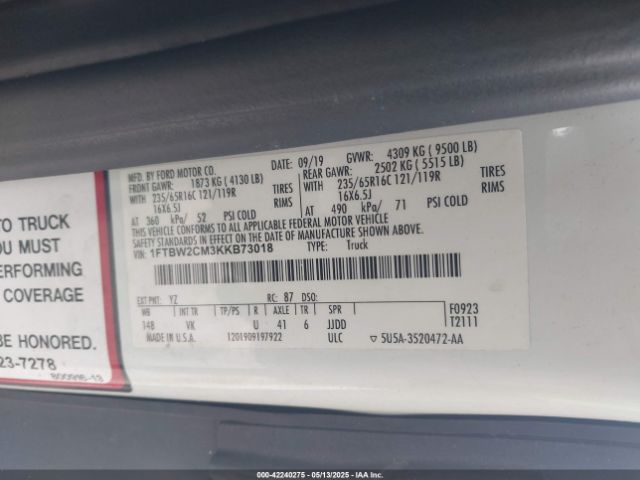 TO TRUCK
OU MUST
ERFORMING
COVERAGE
BE HONORED.
23-7278
800916-13
MFD. BY FORD MOTOR CO.
DATE: 09/19 GVWR: 4309 KG ( 9500 LB)
FRONT GAWR: 1873 KG ( 4130 LB)
REAR GAWR: 2502 KG ( 5515 LB)
WITH 235/65R16C 121/119R TIRES
WITH 235/65R16C 121/119R TIRES
16X6.5J RIMS
16X6.5J RIMS
AT 360 kPa/ 52 PSI COLD
AT 490 kPa/ 71 PSI COLD
THIS VEHICLE CONFORMS TO ALL APPLICABLE FEDERAL MOTOR VEHICLE
SAFETY STANDARDS IN EFFECT ON THE DATE OF MANUFACTURE SHOWN ABOVE.
VIN: 1FTBW2CM3KKB73018
TYPE: Truck
EXT PNT: YZ RC: 87 DSO:
WB INT TR TP/PS R AXLE TR SPR
148 VK U 41 6 JJDD
F0923
T2111
MADE IN U.S.A. 1201909197922 ULC
5U5A-3520472-AA
000-42240275 — 05/13/2025 — IAAI.COM